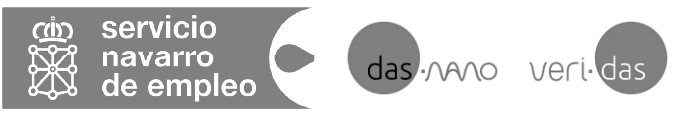 servicio
navarro
de empleo
das·nano
veri·das